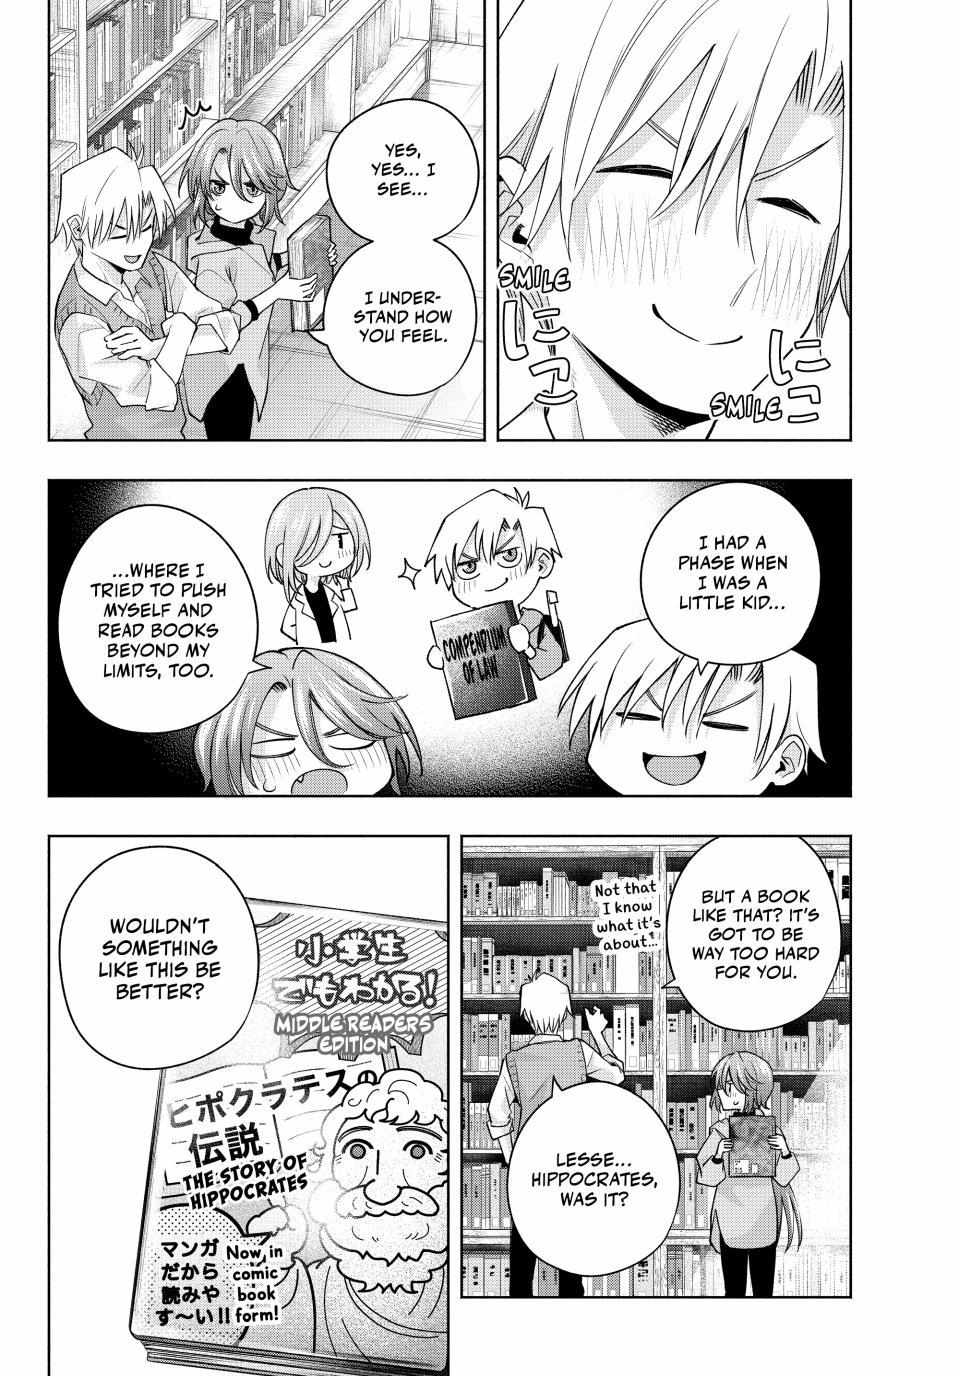 SMILE
ニコ
ニコ
SMILE
YES,
YES... I
SEE...
I UNDER-
STAND HOW
YOU FEEL.
I HAD A
PHASE WHEN
I WAS A
LITTLE KID...
COMPENDIUM
OF LAW
...WHERE I
TRIED TO PUSH
MYSELF AND
READ BOOKS
BEYOND MY
LIMITS, TOO.
BUT A BOOK
LIKE THAT? IT'S
GOT TO BE
WAY TOO HARD
FOR YOU.
Not that
I know
what it's
about...
LESSE...
HIPPOCRATES,
WAS IT?
WOULDN'T
SOMETHING
LIKE THIS BE
BETTER?
小学生
でもわかる!
MIDDLE READERS
EDITION
ヒポクラテスの
伝説
THE STORY OF
HIPPOCRATES
マンガ
だから
読みや
す〜い!!
Now in
comic
book
form!